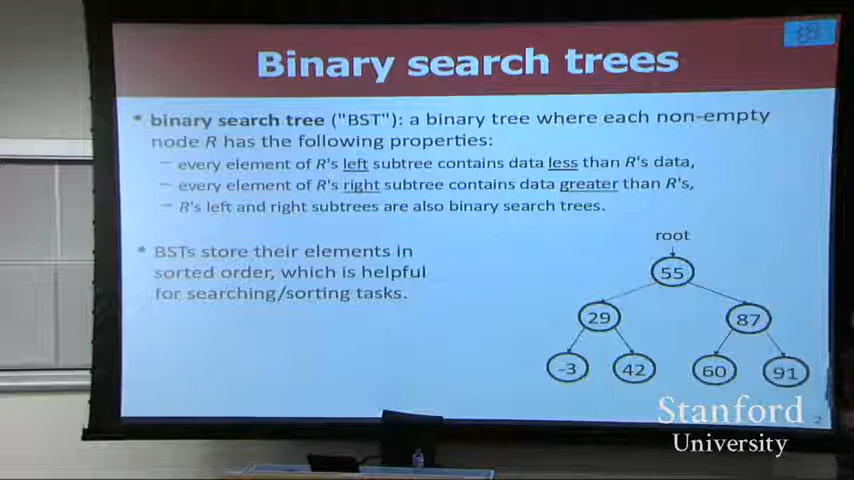 Binary search trees
• binary search tree ("BST"): a binary tree where each non-empty
node R has the following properties:
– every element of R's left subtree contains data less than R's data,
– every element of R's right subtree contains data greater than R's,
– R's left and right subtrees are also binary search trees.
• BSTs store their elements in
sorted order, which is helpful
for searching/sorting tasks.
root
55
29 87
-3 42 60 91
Stanford
University
2